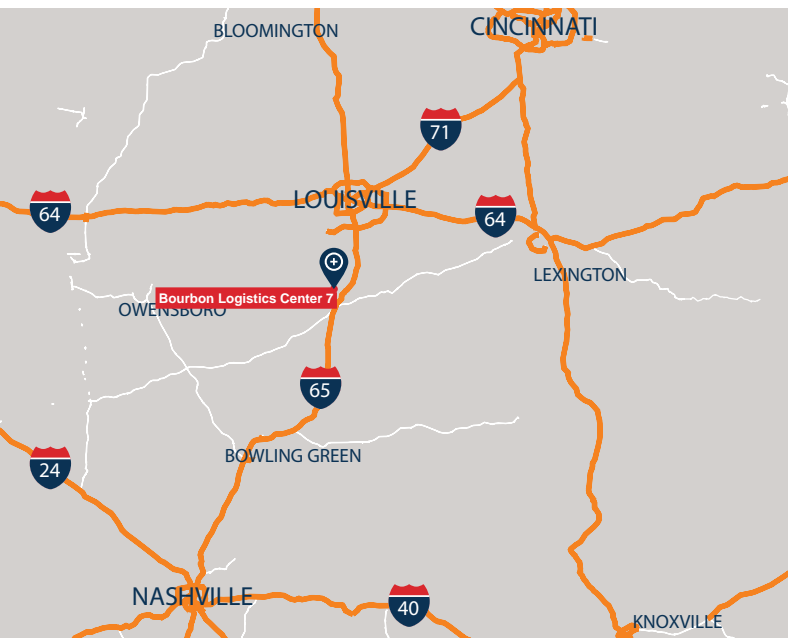 BLOOMINGTON
CINCINNATI
71
LOUISVILLE
64
64
LEXINGTON
Bourbon Logistics Center 7
OWENSBORO
65
BOWLING GREEN
24
NASHVILLE
40
KNOXVILLE